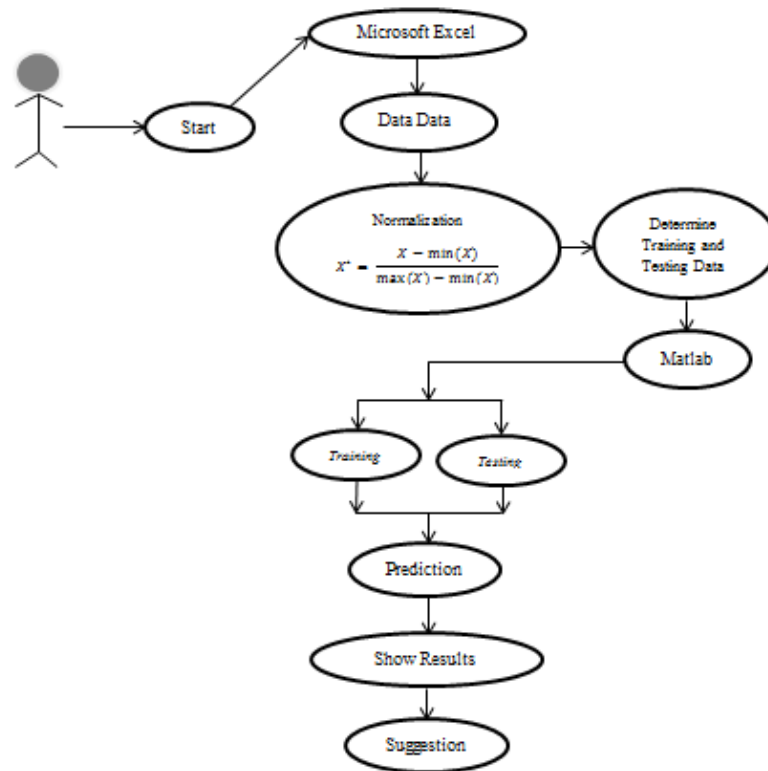 Microsoft Excel
Start
Data Data
Normalization
X* = (X − min(X)) / (max(X) − min(X))
Determine
Training and
Testing Data
Matlab
Training
Testing
Prediction
Show Results
Suggestion